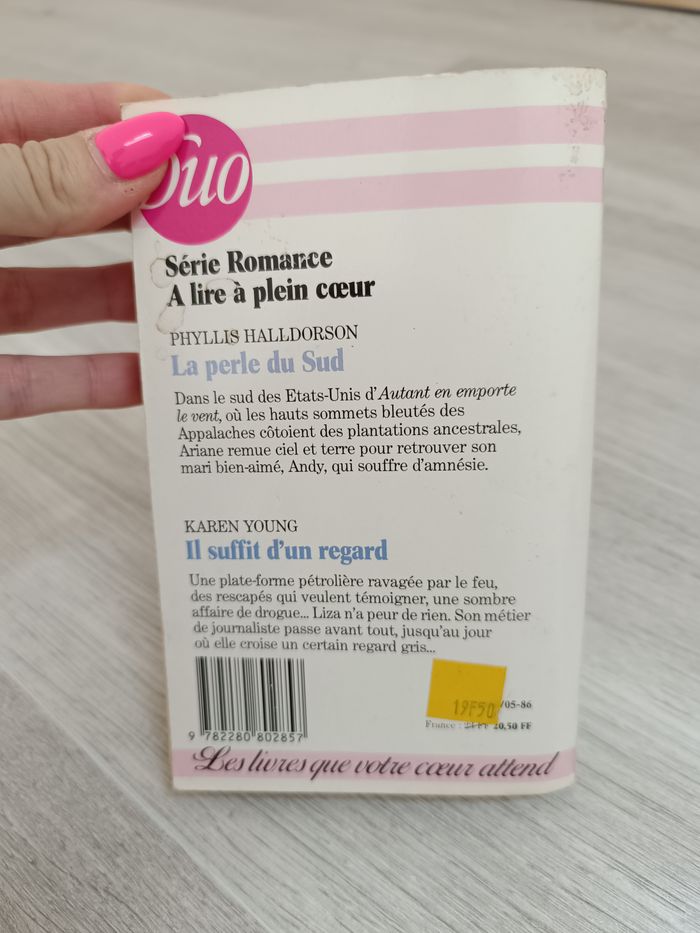 Duo
Série Romance
A lire à plein cœur
PHYLLIS HALLDORSON
La perle du Sud
Dans le sud des Etats-Unis d'Autant en emporte
le vent, où les hauts sommets bleutés des
Appalaches côtoient des plantations ancestrales,
Ariane remue ciel et terre pour retrouver son
mari bien-aimé, Andy, qui souffre d'amnésie.
KAREN YOUNG
Il suffit d'un regard
Une plate-forme pétrolière ravagée par le feu,
des rescapés qui veulent témoigner, une sombre
affaire de drogue... Liza n'a peur de rien. Son métier
de journaliste passe avant tout, jusqu'au jour
où elle croise un certain regard gris...
19F50 /05-86
France : 20,50 FF
9 782280 802857
Les livres que votre cœur attend